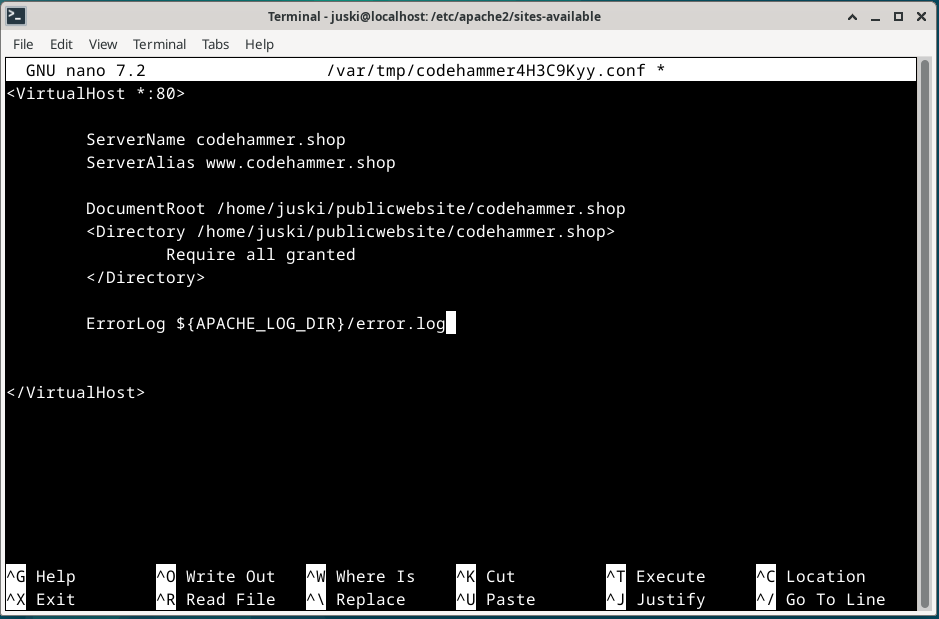 Terminal - juski@localhost: /etc/apache2/sites-available
File Edit View Terminal Tabs Help
GNU nano 7.2 /var/tmp/codehammer4H3C9Kyy.conf *
<VirtualHost *:80>
ServerName codehammer.shop
ServerAlias www.codehammer.shop
DocumentRoot /home/juski/publicwebsite/codehammer.shop
<Directory /home/juski/publicwebsite/codehammer.shop>
Require all granted
</Directory>
ErrorLog ${APACHE_LOG_DIR}/error.log
</VirtualHost>
^G Help ^O Write Out ^W Where Is ^K Cut ^T Execute ^C Location
^X Exit ^R Read File ^\ Replace ^U Paste ^J Justify ^/ Go To Line